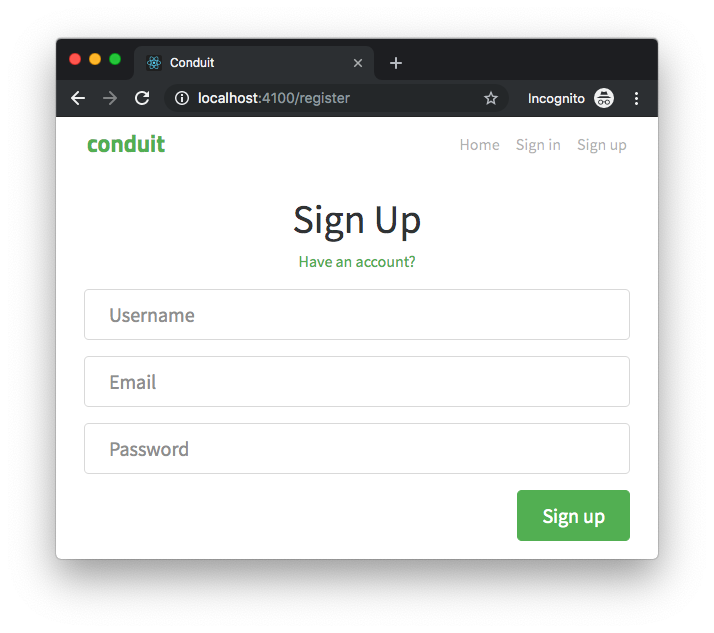 Conduit
localhost:4100/register
Incognito
conduit
Home Sign in Sign up
Sign Up
Have an account?
Username
Email
Password
Sign up